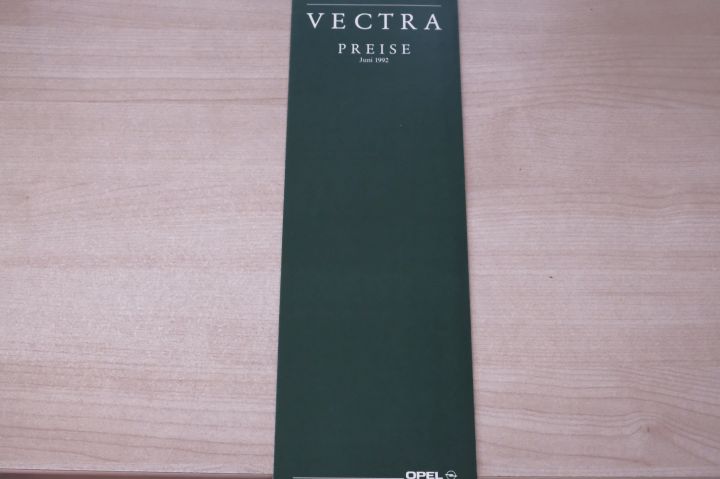 VECTRA
PREISE
Juni 1992
OPEL